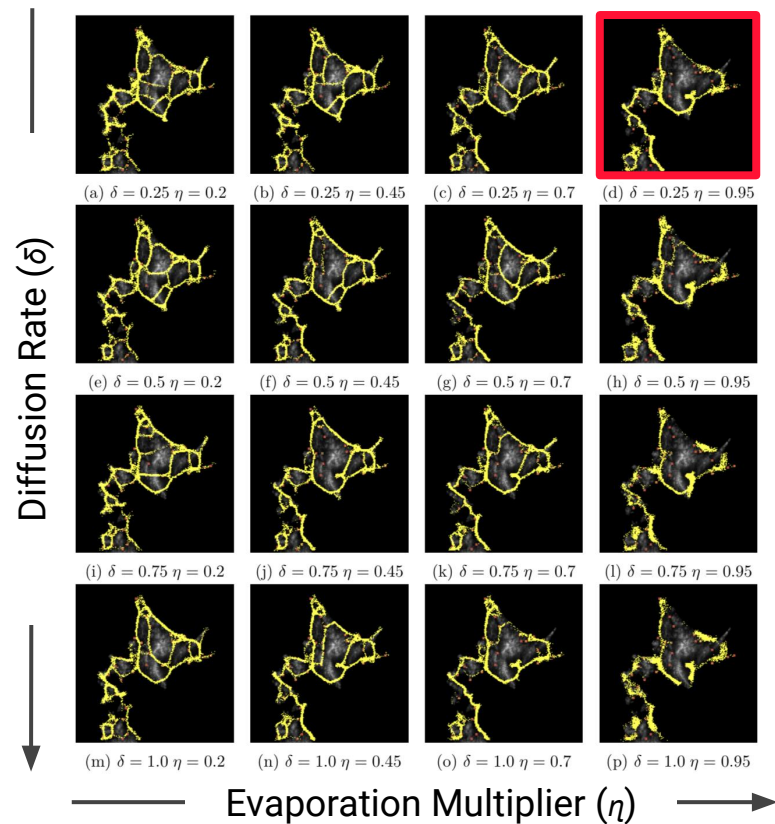 (a) δ = 0.25 η = 0.2
(b) δ = 0.25 η = 0.45
(c) δ = 0.25 η = 0.7
(d) δ = 0.25 η = 0.95
(e) δ = 0.5 η = 0.2
(f) δ = 0.5 η = 0.45
(g) δ = 0.5 η = 0.7
(h) δ = 0.5 η = 0.95
(i) δ = 0.75 η = 0.2
(j) δ = 0.75 η = 0.45
(k) δ = 0.75 η = 0.7
(l) δ = 0.75 η = 0.95
(m) δ = 1.0 η = 0.2
(n) δ = 1.0 η = 0.45
(o) δ = 1.0 η = 0.7
(p) δ = 1.0 η = 0.95
Diffusion Rate (δ)
Evaporation Multiplier (η)